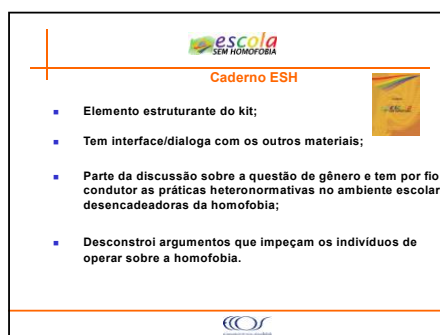 escola
SEM HOMOFOBIA
Caderno ESH
Elemento estruturante do kit;
Tem interface/dialoga com os outros materiais;
Parte da discussão sobre a questão de gênero e tem por fio
condutor as práticas heteronormativas no ambiente escolar
desencadeadoras da homofobia;
Desconstroi argumentos que impeçam os indivíduos de
operar sobre a homofobia.